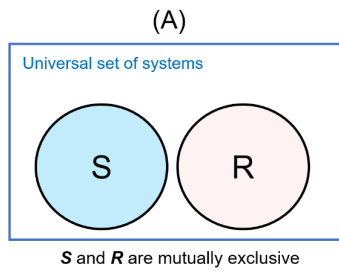 (A)
Universal set of systems
S R
S and R are mutually exclusive